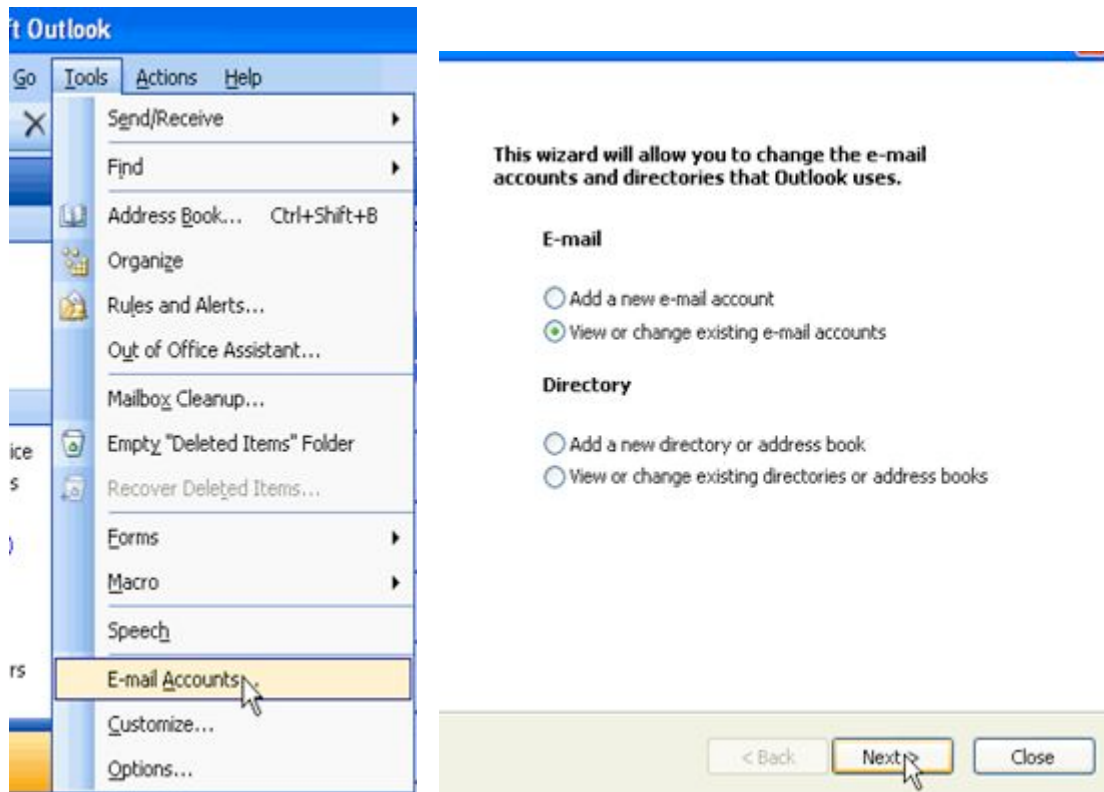 ft Outlook
Go Tools Actions Help
Send/Receive
Find
Address Book... Ctrl+Shift+B
Organize
Rules and Alerts...
Out of Office Assistant...
Mailbox Cleanup...
ice
Empty "Deleted Items" Folder
s
Recover Deleted Items...
Forms
Macro
Speech
rs
E-mail Accounts...
Customize...
Options...
This wizard will allow you to change the e-mail
accounts and directories that Outlook uses.
E-mail
Add a new e-mail account
View or change existing e-mail accounts
Directory
Add a new directory or address book
View or change existing directories or address books
< Back Next > Close